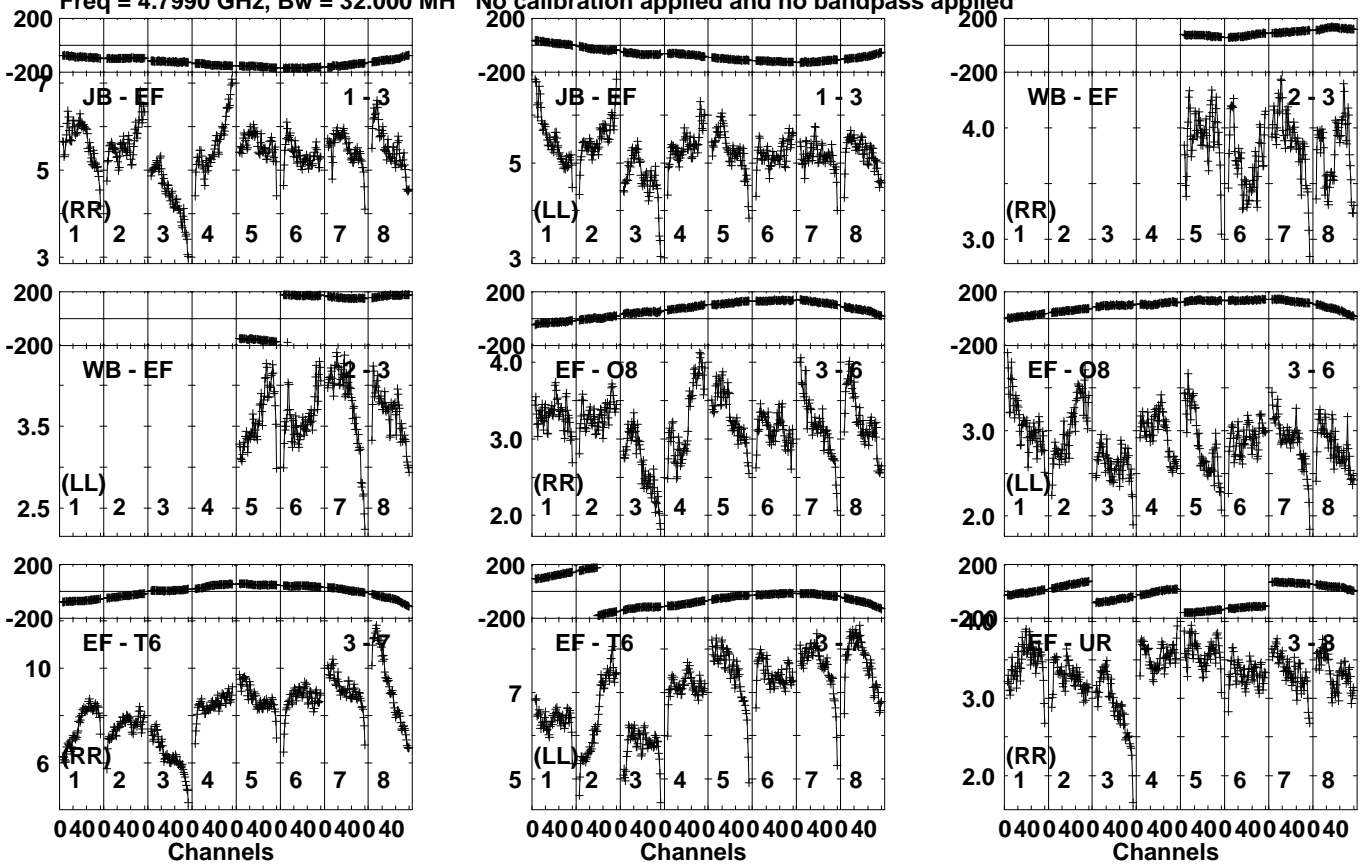 Freq = 4.7990 GHz, Bw = 32.000 MH No calibration applied and no bandpass applied
200 200 200
-200 -200 -200
7
JB - EF 1 - 3 JB - EF 1 - 3 WB - EF 2 - 3
4.0
5 5
(RR) (LL) (RR)
1 2 3 4 5 6 7 8 1 2 3 4 5 6 7 8 3.0 1 2 3 4 5 6 7 8
3 3
200 200 200
-200 -200 -200
4.0
WB - EF 2 - 3 EF - O8 3 - 6 EF - O8 3 - 6
3.5 3.0 3.0
(LL) (RR) (LL)
2.5 1 2 3 4 5 6 7 8 2.0 1 2 3 4 5 6 7 8 2.0 1 2 3 4 5 6 7 8
200 200 200
-200 -200 -200
4.0
EF - T6 3 - 7 EF - T6 3 - 7 EF - UR 3 - 8
10 7 3.0
6 (RR) (LL) (RR)
1 2 3 4 5 6 7 8 5 1 2 3 4 5 6 7 8 2.0 1 2 3 4 5 6 7 8
0 40 0 40 0 40 0 40 0 40 0 40 0 40 0 40 0 40 0 40 0 40 0 40 0 40 0 40 0 40 0 40 0 40 0 40 0 40 0 40 0 40 0 40 0 40 0 40
Channels Channels Channels